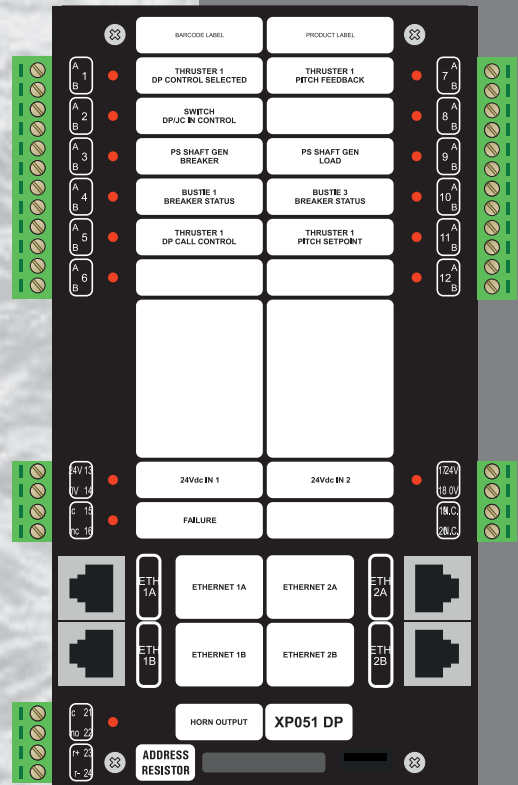 BARCODE LABEL PRODUCT LABEL
A 1 B THRUSTER 1 THRUSTER 1 A 7 B
DP CONTROL SELECTED PITCH FEEDBACK
A 2 B SWITCH A 8 B
DP/JC IN CONTROL
A 3 B PS SHAFT GEN PS SHAFT GEN A 9 B
BREAKER LOAD
A 4 B BUSTIE 1 BUSTIE 3 A 10 B
BREAKER STATUS BREAKER STATUS
A 5 B THRUSTER 1 THRUSTER 1 A 11 B
DP CALL CONTROL PITCH SETPOINT
A 6 B 12 A B
24V 13 24Vdc IN 1 24Vdc IN 2 17 24V
0V 14 18 0V
c 15 FAILURE 19 N.C.
nc 16 20 N.C.
ETH 1A ETHERNET 1A ETHERNET 2A ETH 2A
ETH 1B ETHERNET 1B ETHERNET 2B ETH 2B
c 21 HORN OUTPUT XP051 DP
no 22
r+ 23 ADDRESS
r- 24 RESISTOR